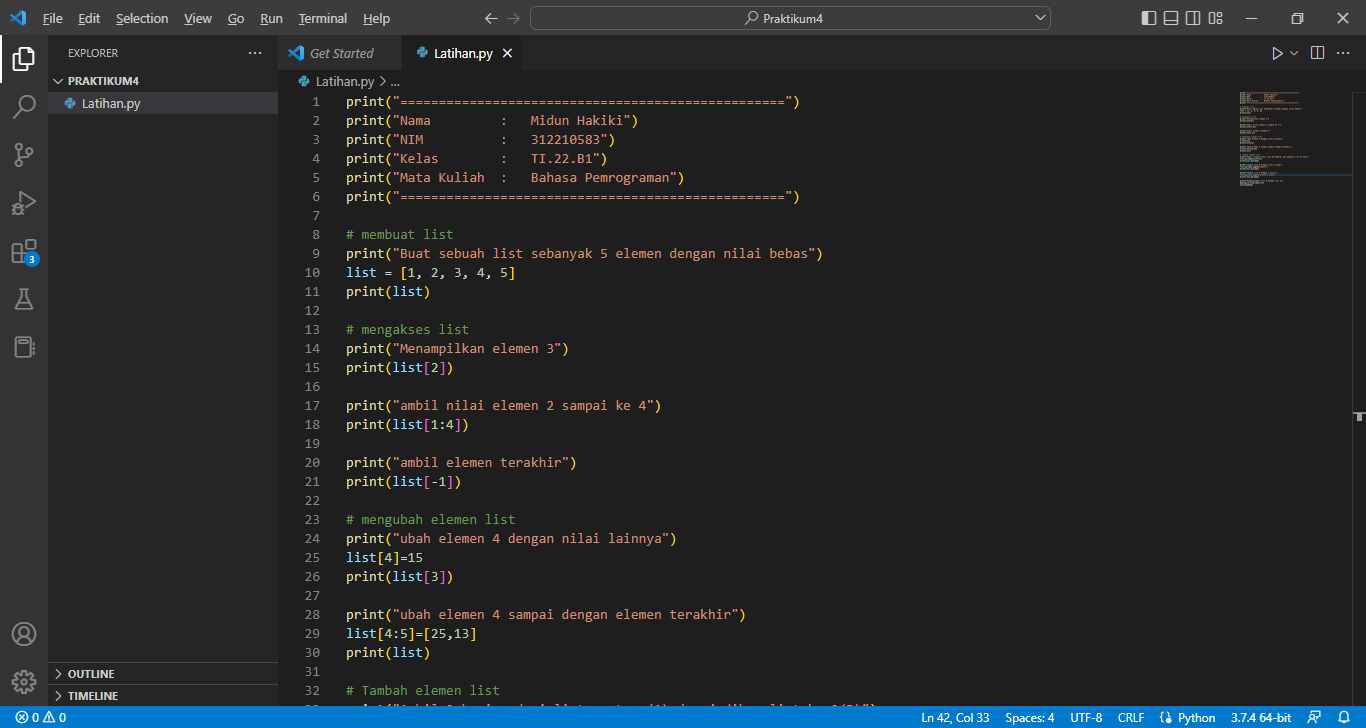 File Edit Selection View Go Run Terminal Help
Praktikum4
EXPLORER
Get Started
Latihan.py
PRAKTIKUM4
Latihan.py
Latihan.py > ...
1 print("==================================================")
2 print("Nama         :   Midun Hakiki")
3 print("NIM          :   312210583")
4 print("Kelas        :   TI.22.B1")
5 print("Mata Kuliah  :   Bahasa Pemrograman")
6 print("==================================================")
7
8 # membuat list
9 print("Buat sebuah list sebanyak 5 elemen dengan nilai bebas")
10 list = [1, 2, 3, 4, 5]
11 print(list)
12
13 # mengakses list
14 print("Menampilkan elemen 3")
15 print(list[2])
16
17 print("ambil nilai elemen 2 sampai ke 4")
18 print(list[1:4])
19
20 print("ambil elemen terakhir")
21 print(list[-1])
22
23 # mengubah elemen list
24 print("ubah elemen 4 dengan nilai lainnya")
25 list[4]=15
26 print(list[3])
27
28 print("ubah elemen 4 sampai dengan elemen terakhir")
29 list[4:5]=[25,13]
30 print(list)
31
32 # Tambah elemen list
3
OUTLINE
TIMELINE
0 0
Ln 42, Col 33 Spaces: 4 UTF-8 CRLF Python 3.7.4 64-bit